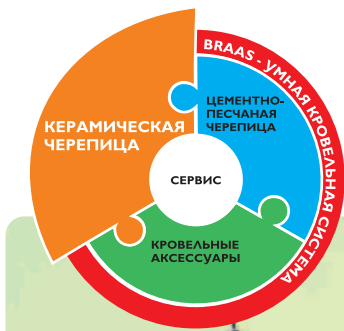 BRAAS - УМНАЯ КРОВЕЛЬНАЯ СИСТЕМА
ЦЕМЕНТНО-
ПЕСЧАНАЯ
ЧЕРЕПИЦА
КЕРАМИЧЕСКАЯ
ЧЕРЕПИЦА
СЕРВИС
КРОВЕЛЬНЫЕ
АКСЕССУАРЫ